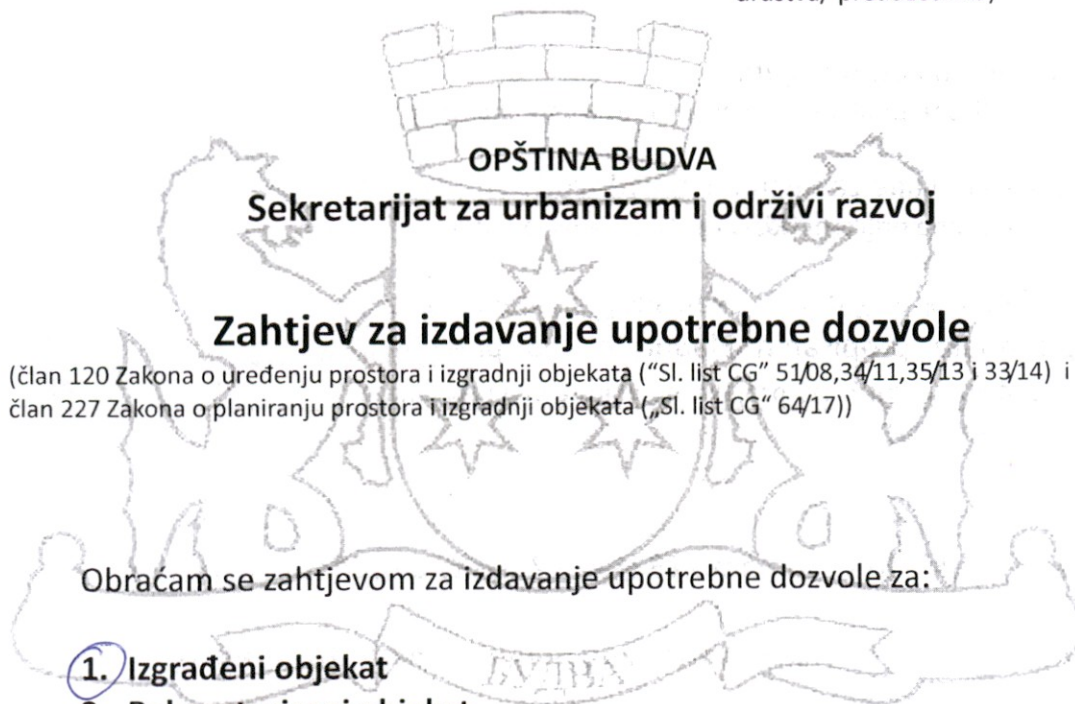 OPŠTINA BUDVA
Sekretarijat za urbanizam i održivi razvoj
Zahtjev za izdavanje upotrebne dozvole
(član 120 Zakona o uređenju prostora i izgradnji objekata (“Sl. list CG” 51/08,34/11,35/13 i 33/14) i
član 227 Zakona o planiranju prostora i izgradnji objekata („Sl. list CG“ 64/17))
Obraćam se zahtjevom za izdavanje upotrebne dozvole za:
1. Izgrađeni objekat
БУДВА